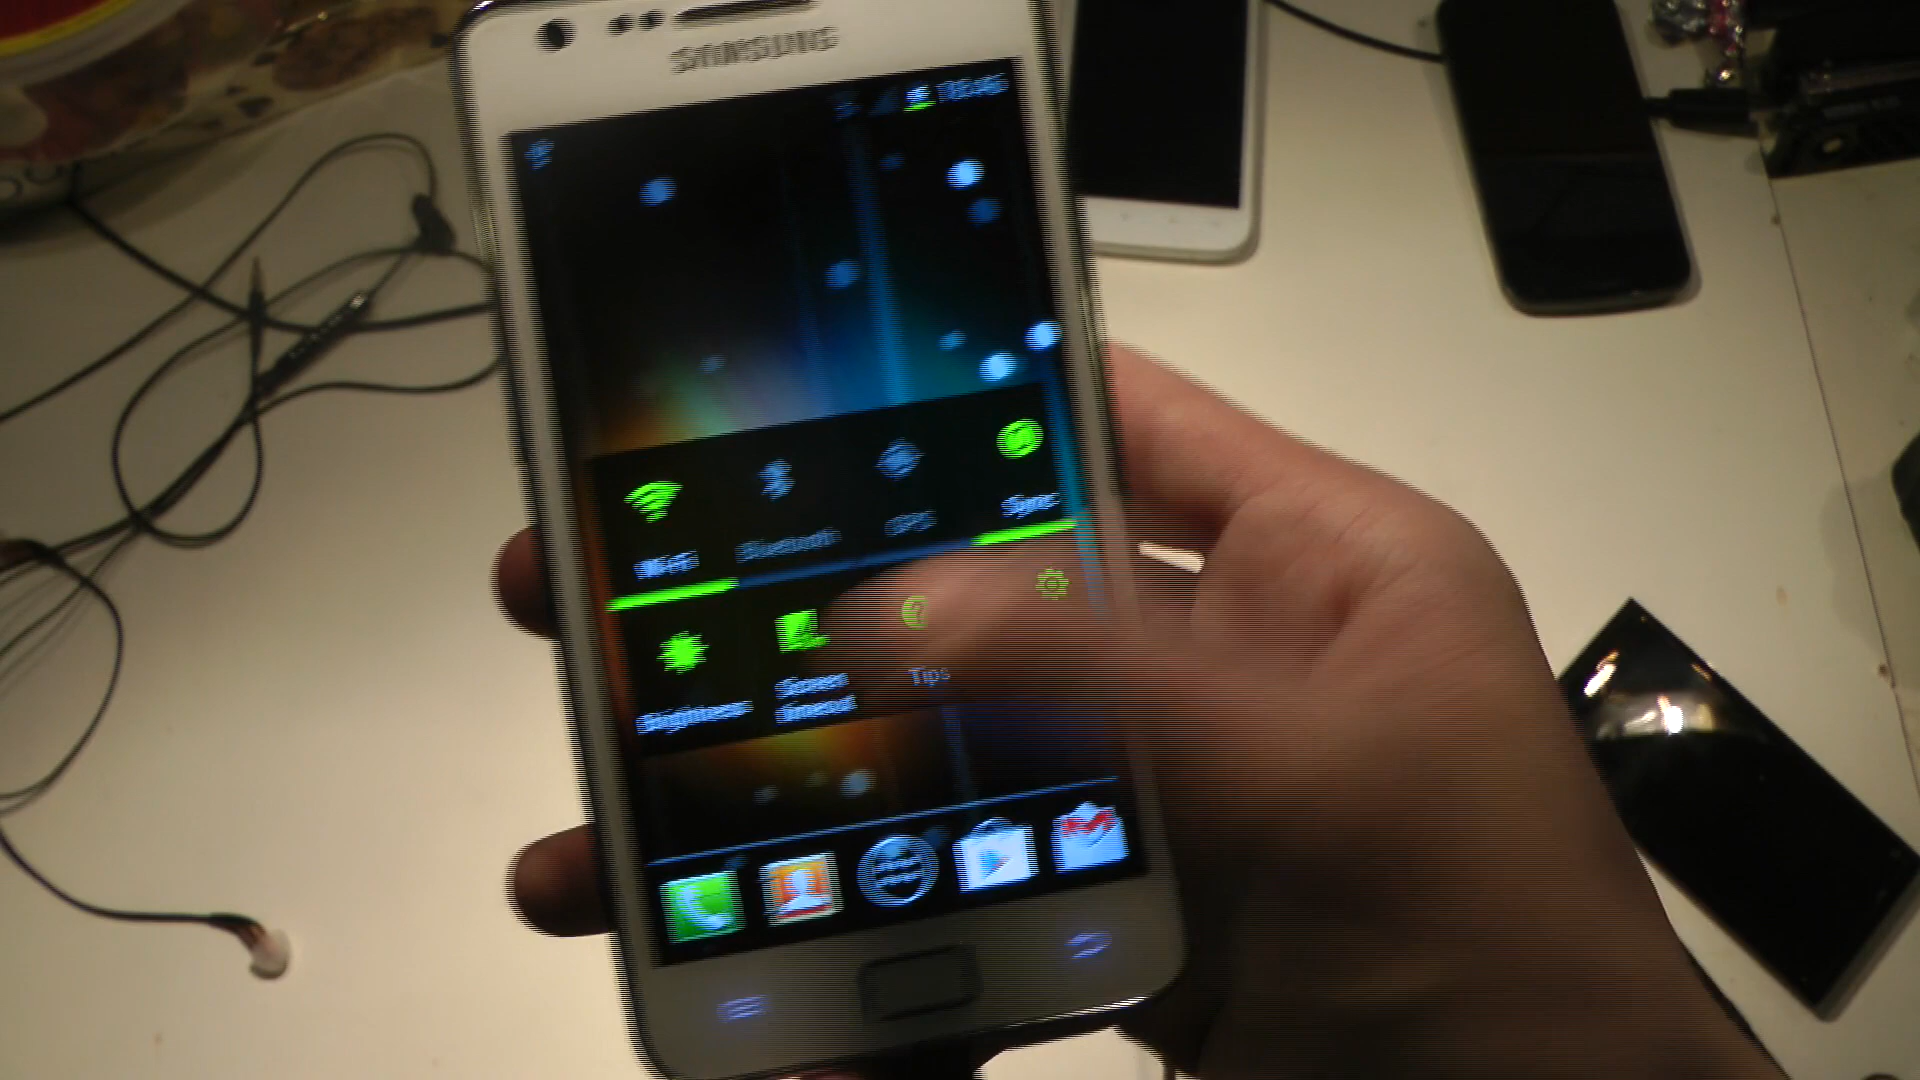 SAMSUNG
Wi-Fi
Bluetooth
GPS
Sync
Brightness
Screen
timeout
Tips